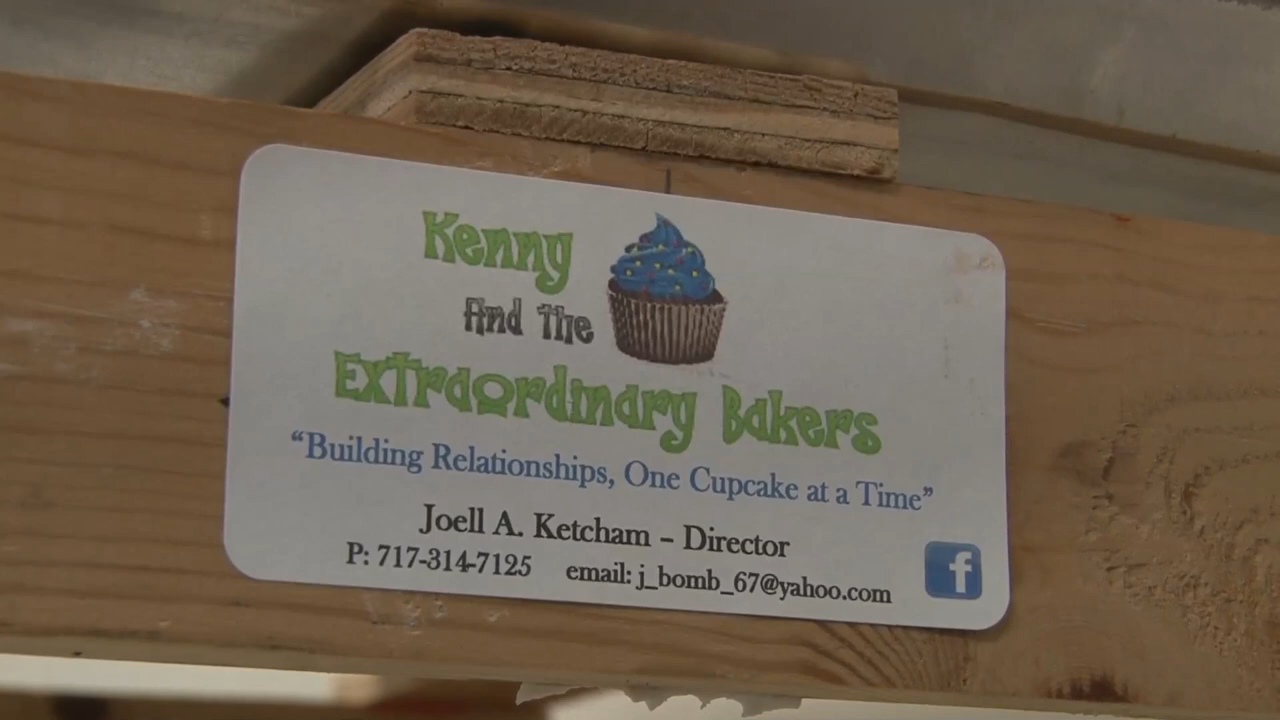 Kenny
And The
Extraordinary Bakers
“Building Relationships, One Cupcake at a Time”
Joell A. Ketcham – Director
P: 717-314-7125 email: j_bomb_67@yahoo.com
f